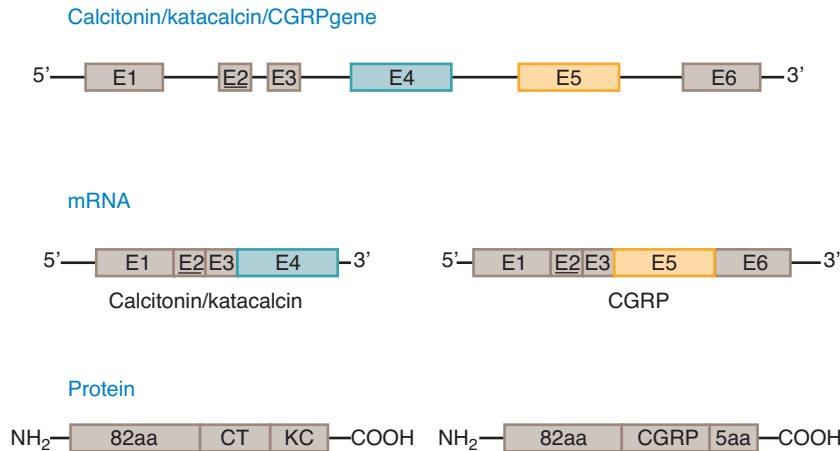 Calcitonin/katacalcin/CGRPgene
5’ E1 E2 E3 E4 E5 E6 3’
mRNA
5’ E1 E2 E3 E4 3’ 5’ E1 E2 E3 E5 E6 3’
Calcitonin/katacalcin CGRP
Protein
NH2 82aa CT KC COOH NH2 82aa CGRP 5aa COOH